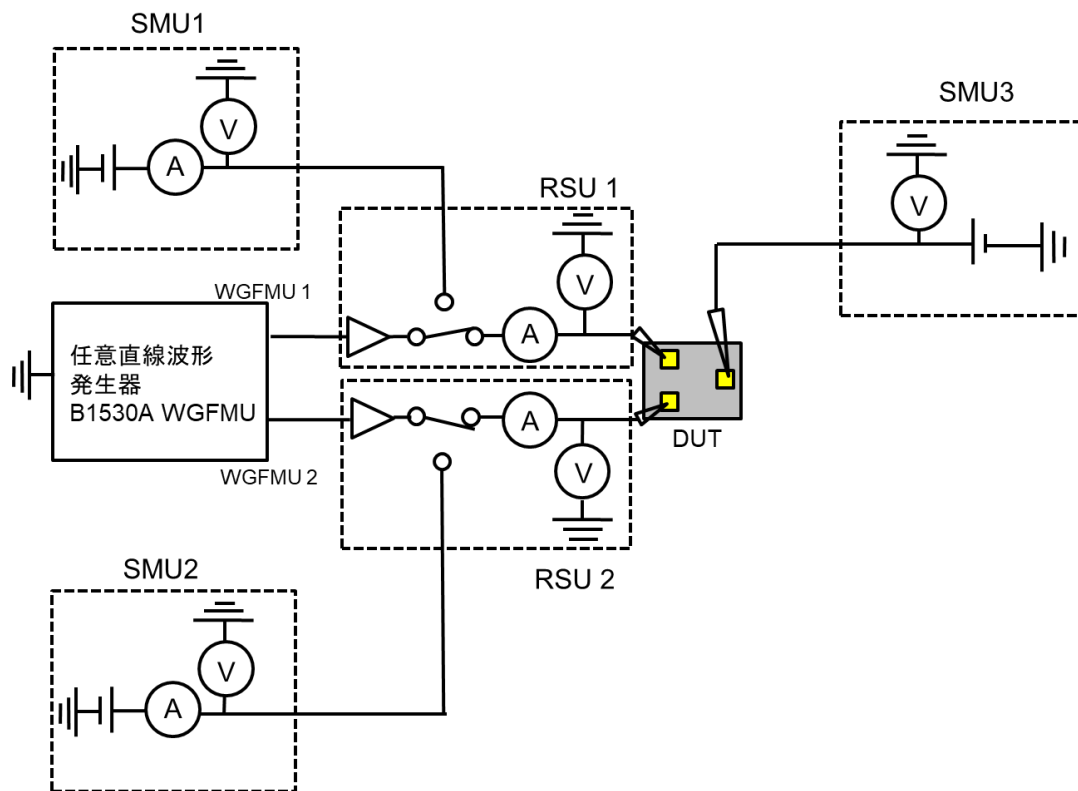 SMU1
V
A
SMU3
V
RSU 1
V
A
WGFMU 1
任意直線波形
発生器
B1530A WGFMU
WGFMU 2
A
V
DUT
RSU 2
SMU2
V
A